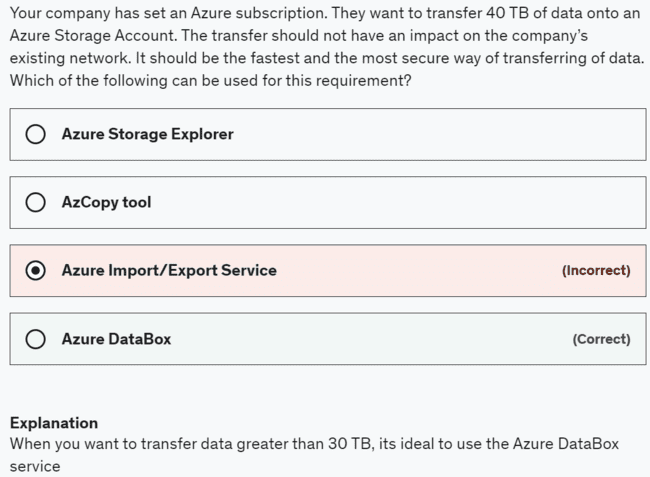 Your company has set an Azure subscription. They want to transfer 40 TB of data onto an
Azure Storage Account. The transfer should not have an impact on the company’s
existing network. It should be the fastest and the most secure way of transferring of data.
Which of the following can be used for this requirement?
Azure Storage Explorer
AzCopy tool
Azure Import/Export Service (Incorrect)
Azure DataBox (Correct)
Explanation
When you want to transfer data greater than 30 TB, its ideal to use the Azure DataBox
service